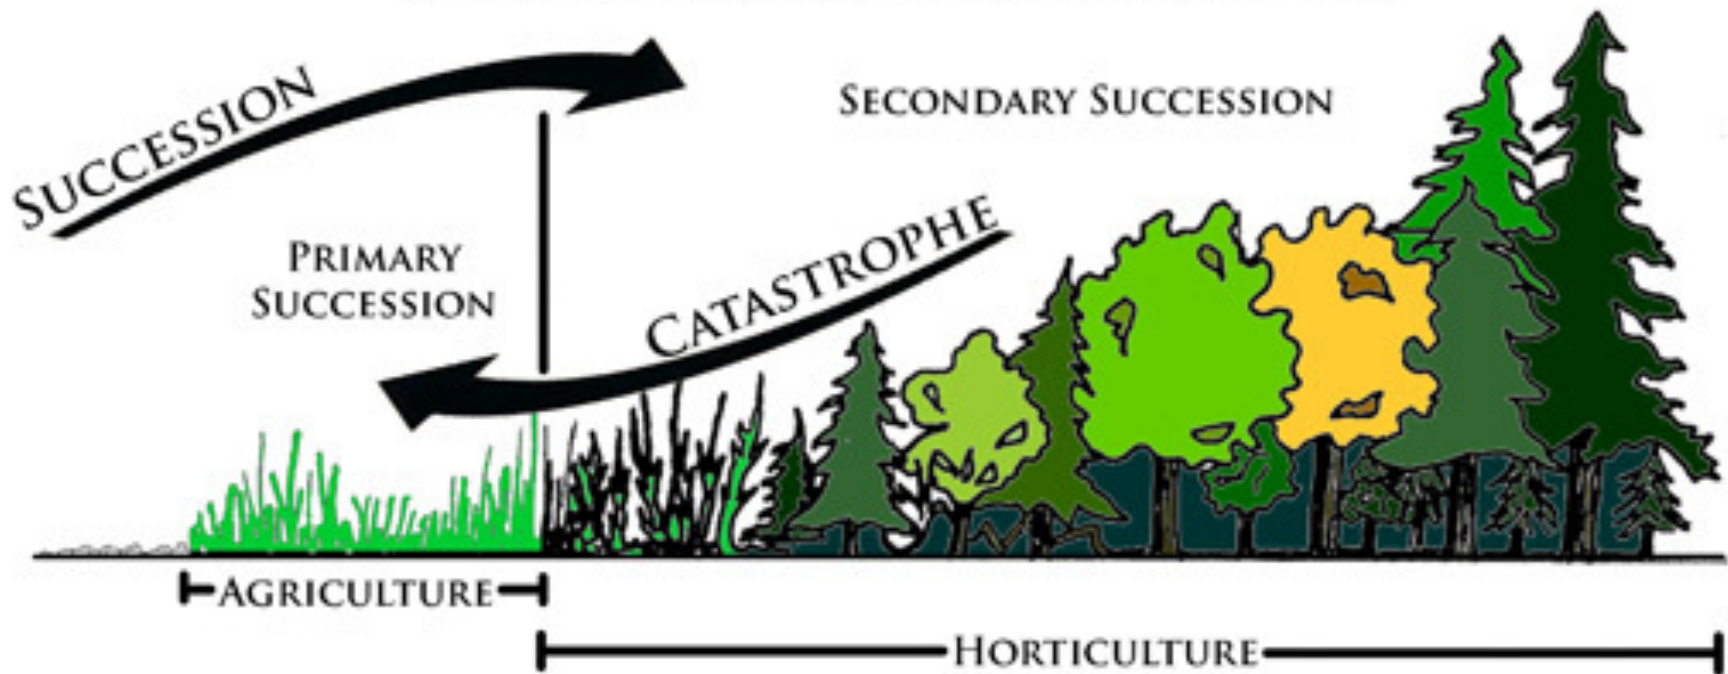 SUCCESSION
SECONDARY SUCCESSION
PRIMARY
SUCCESSION
CATASTROPHE
AGRICULTURE
HORTICULTURE